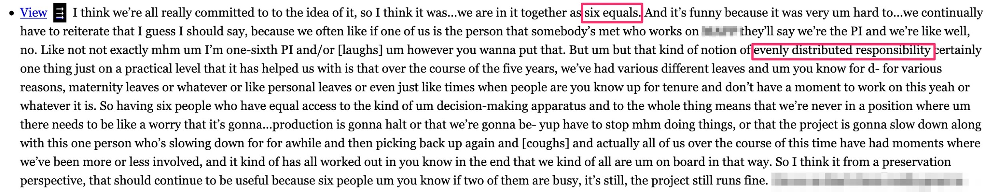 • View I think we’re all really committed to to the idea of it, so I think it was…we are in it together as six equals. And it’s funny because it was very um hard to…we continually
have to reiterate that I guess I should say, because we often like if one of us is the person that somebody’s met who works on they’ll say we’re the PI and we’re like well,
no. Like not not exactly mhm um I’m one-sixth PI and/or [laughs] um however you wanna put that. But um but that kind of notion of evenly distributed responsibility certainly
one thing just on a practical level that it has helped us with is that over the course of the five years, we’ve had various different leaves and um you know for d- for various
reasons, maternity leaves or whatever or like personal leaves or even just like times when people are you know up for tenure and don’t have a moment to work on this yeah or
whatever it is. So having six people who have equal access to the kind of um decision-making apparatus and to the whole thing means that we’re never in a position where um
there needs to be like a worry that it’s gonna…production is gonna halt or that we’re gonna be- yup have to stop mhm doing things, or that the project is gonna slow down along
with this one person who’s slowing down for for awhile and then picking back up again and [coughs] and actually all of us over the course of this time have had moments where
we’ve been more or less involved, and it kind of has all worked out in you know in the end that we kind of all are um on board in that way. So I think it from a preservation
perspective, that should continue to be useful because six people um you know if two of them are busy, it’s still, the project still runs fine.